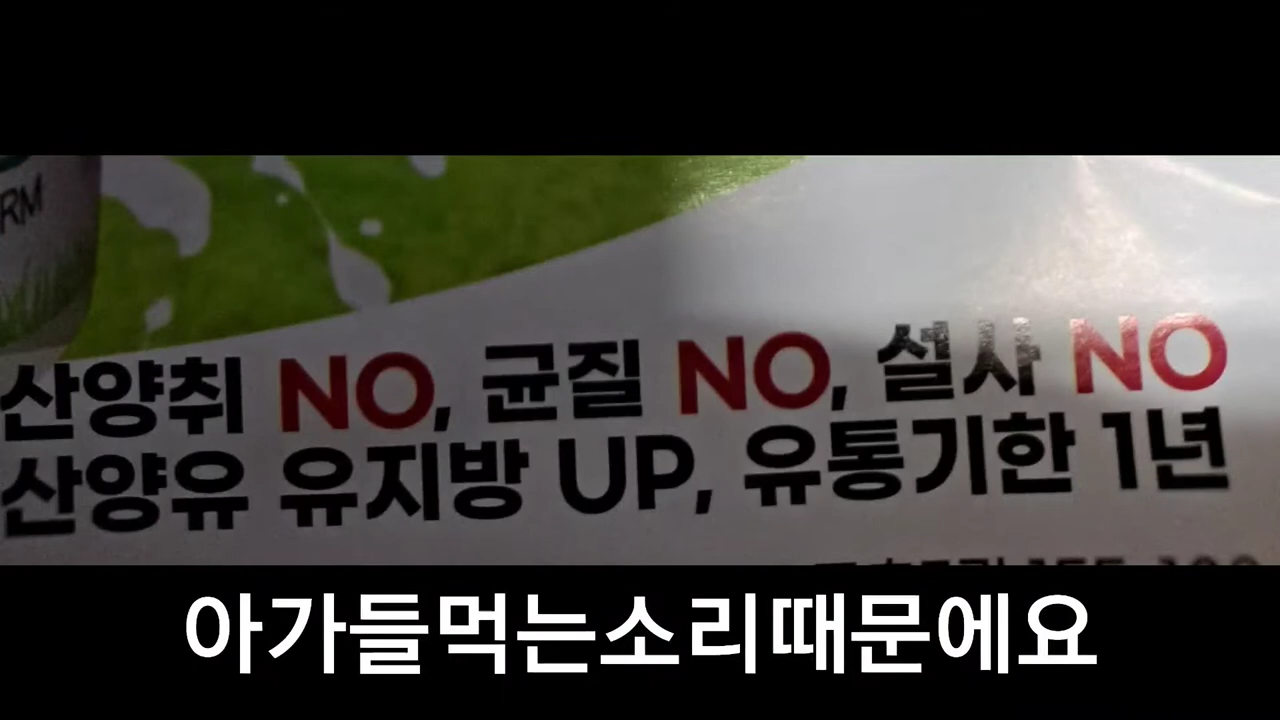 RM
산양취 NO, 균질 NO, 설사 NO
산양유 유지방 UP, 유통기한 1년
아가들먹는소리때문에요